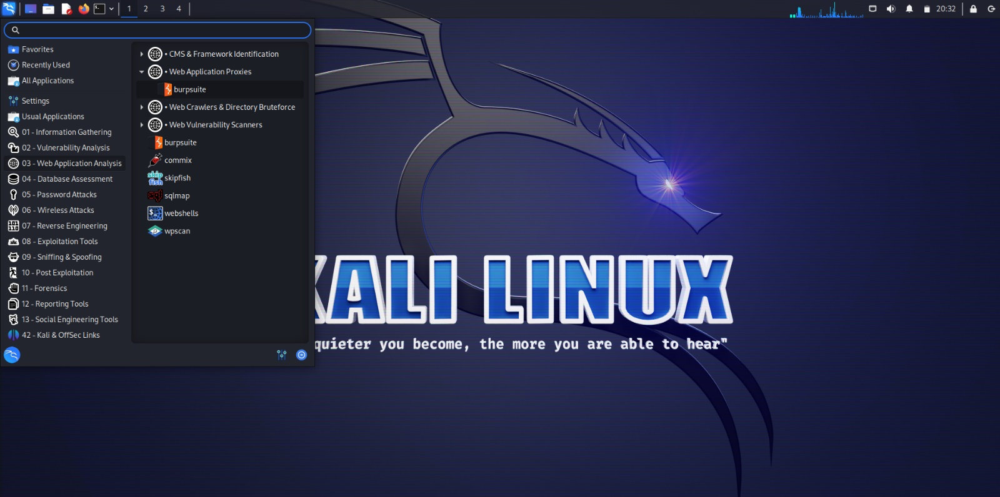 1 2 3 4
20:32
Favorites
Recently Used
All Applications
Settings
Usual Applications
01 - Information Gathering
02 - Vulnerability Analysis
03 - Web Application Analysis
04 - Database Assessment
05 - Password Attacks
06 - Wireless Attacks
07 - Reverse Engineering
08 - Exploitation Tools
09 - Sniffing & Spoofing
10 - Post Exploitation
11 - Forensics
12 - Reporting Tools
13 - Social Engineering Tools
42 - Kali & OffSec Links
• CMS & Framework Identification
• Web Application Proxies
burpsuite
• Web Crawlers & Directory Bruteforce
• Web Vulnerability Scanners
burpsuite
commix
skip fish skipfish
sqlmap
webshells
wpscan
KALI LINUX
quieter you become, the more you are able to hear"